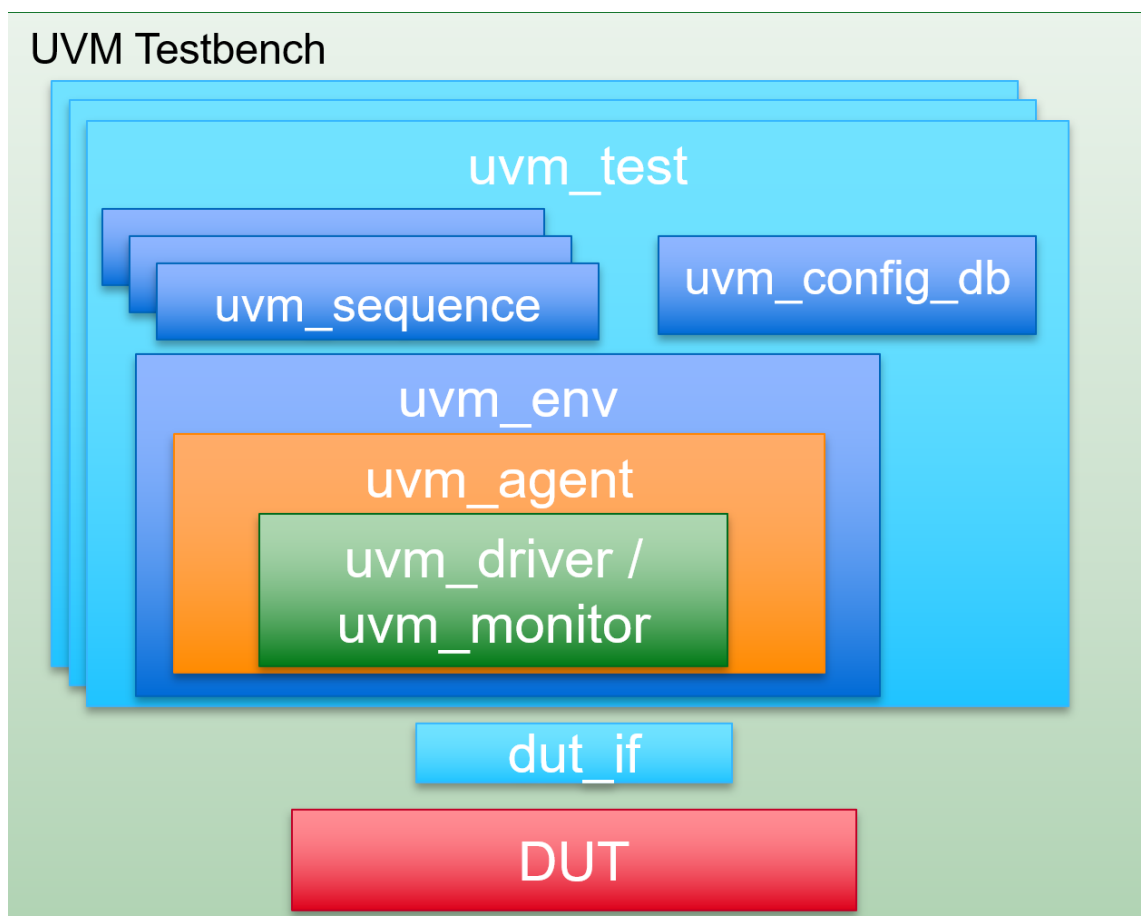 UVM Testbench
uvm_test
uvm_sequence
uvm_config_db
uvm_env
uvm_agent
uvm_driver /
uvm_monitor
dut_if
DUT